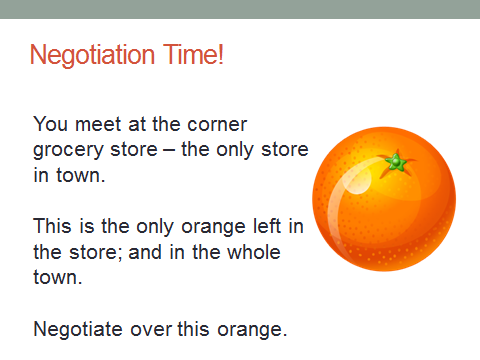 Negotiation Time!
You meet at the corner
grocery store – the only store
in town.
This is the only orange left in
the store; and in the whole
town.
Negotiate over this orange.